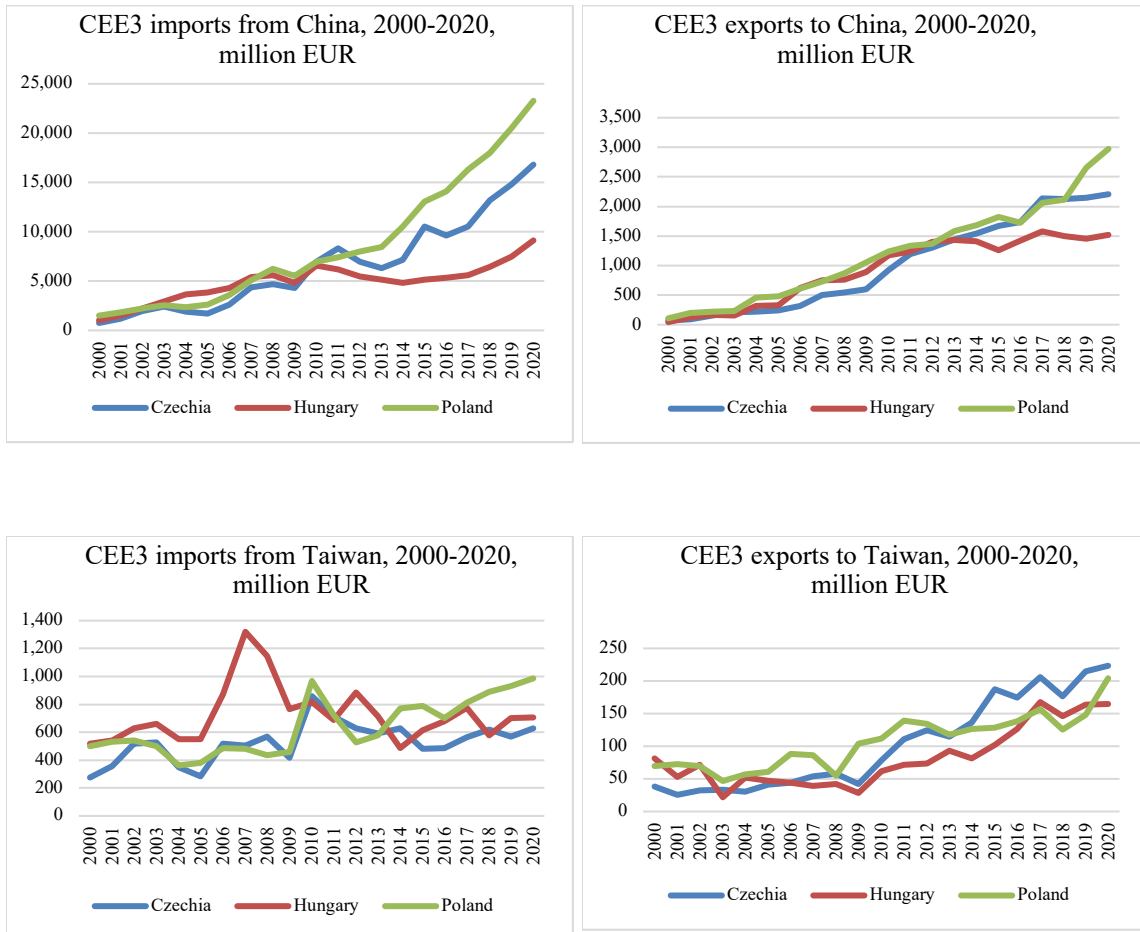 CEE3 imports from China, 2000-2020,
million EUR
25,000
20,000
15,000
10,000
5,000
0
2000 2001 2002 2003 2004 2005 2006 2007 2008 2009 2010 2011 2012 2013 2014 2015 2016 2017 2018 2019 2020
Czechia Hungary Poland
CEE3 exports to China, 2000-2020,
million EUR
3,500
3,000
2,500
2,000
1,500
1,000
500
0
2000 2001 2002 2003 2004 2005 2006 2007 2008 2009 2010 2011 2012 2013 2014 2015 2016 2017 2018 2019 2020
Czechia Hungary Poland
CEE3 imports from Taiwan, 2000-2020,
million EUR
1,400
1,200
1,000
800
600
400
200
0
2000 2001 2002 2003 2004 2005 2006 2007 2008 2009 2010 2011 2012 2013 2014 2015 2016 2017 2018 2019 2020
Czechia Hungary Poland
CEE3 exports to Taiwan, 2000-2020,
million EUR
250
200
150
100
50
0
2000 2001 2002 2003 2004 2005 2006 2007 2008 2009 2010 2011 2012 2013 2014 2015 2016 2017 2018 2019 2020
Czechia Hungary Poland